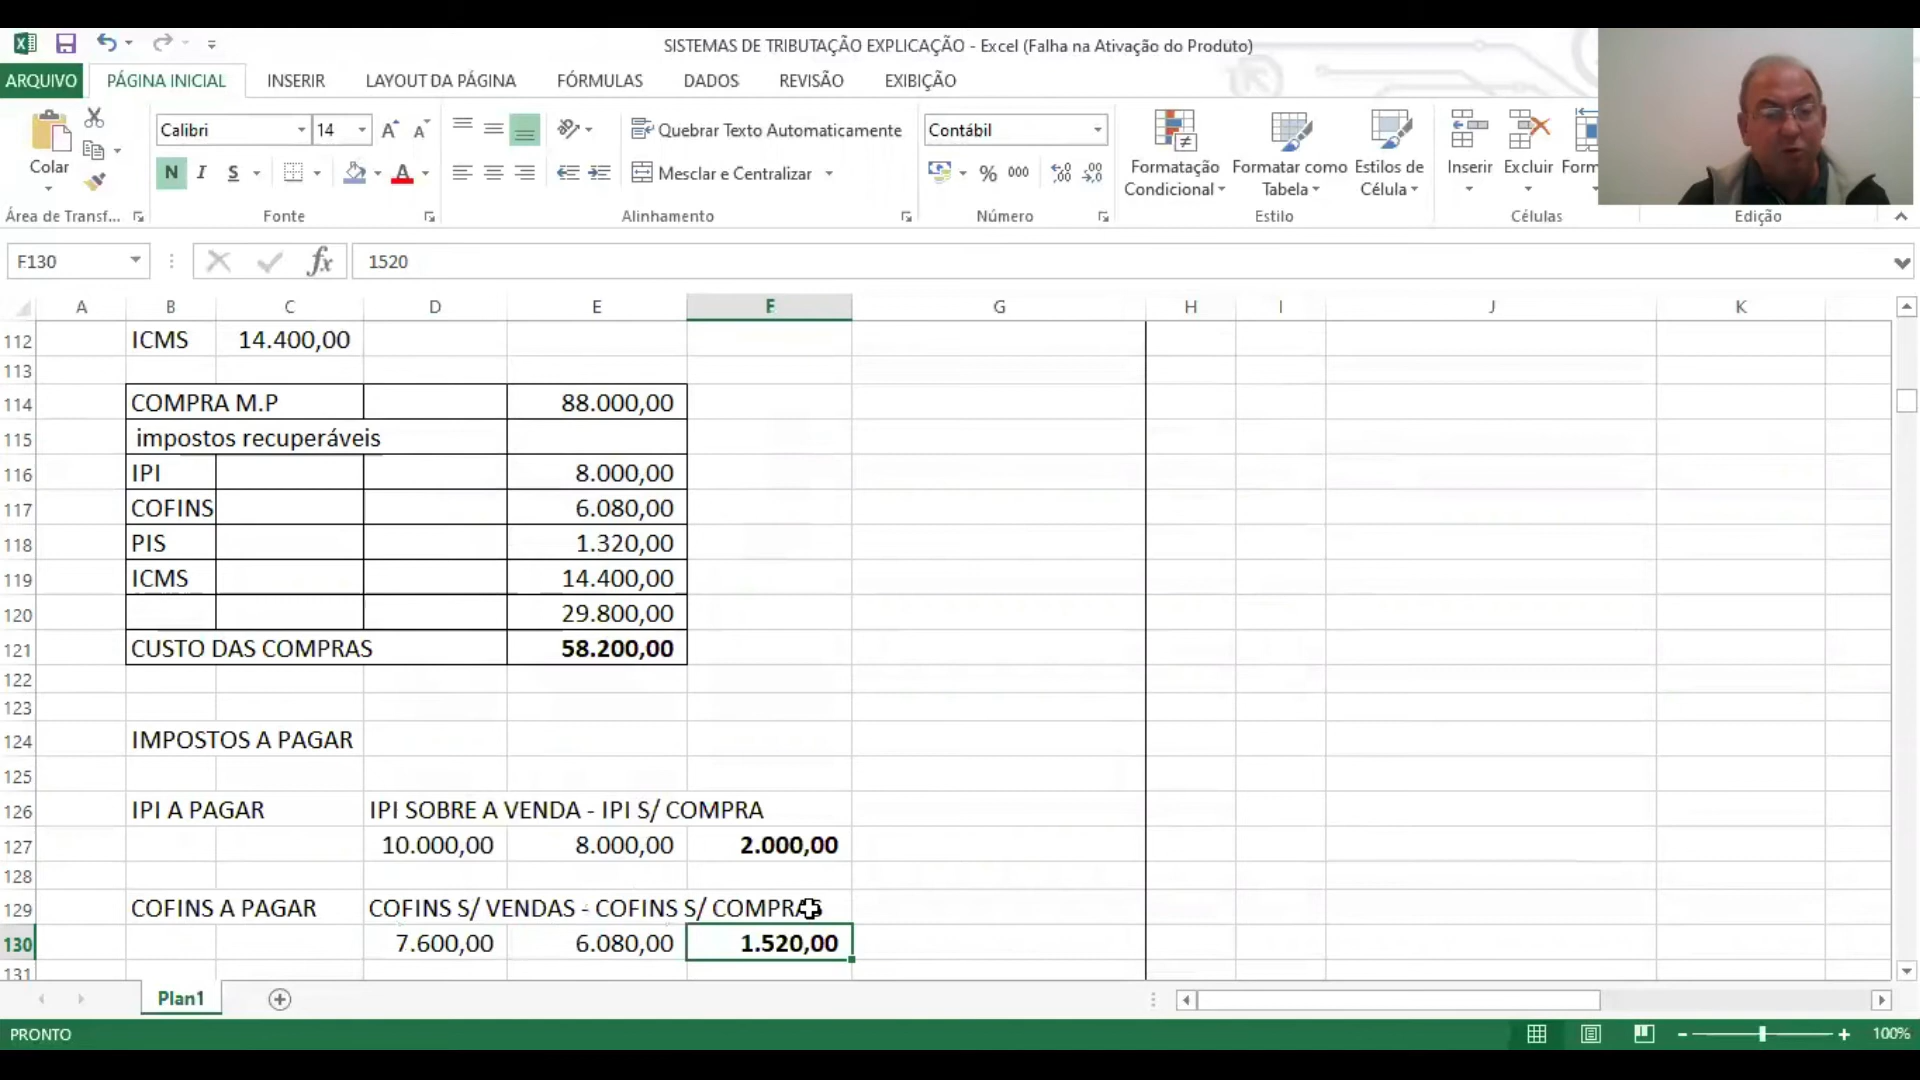 SISTEMAS DE TRIBUTAÇÃO EXPLICAÇÃO - Excel (Falha na Ativação do Produto)
ARQUIVO PÁGINA INICIAL INSERIR LAYOUT DA PÁGINA FÓRMULAS DADOS REVISÃO EXIBIÇÃO
Calibri 14 Quebrar Texto Automaticamente Contábil
Colar N I S Mesclar e Centralizar % 000
Formatação Condicional Formatar como Tabela Estilos de Célula Inserir Excluir Form
Área de Transf... Fonte Alinhamento Número Estilo Células Edição
F130 fx 1520
A B C D E F G H I J K
112 ICMS 14.400,00
113
114 COMPRA M.P 88.000,00
115 impostos recuperáveis
116 IPI 8.000,00
117 COFINS 6.080,00
118 PIS 1.320,00
119 ICMS 14.400,00
120 29.800,00
121 CUSTO DAS COMPRAS 58.200,00
122
123
124 IMPOSTOS A PAGAR
125
126 IPI A PAGAR IPI SOBRE A VENDA - IPI S/ COMPRA
127 10.000,00 8.000,00 2.000,00
128
129 COFINS A PAGAR COFINS S/ VENDAS - COFINS S/ COMPRAS
130 7.600,00 6.080,00 1.520,00
131
Plan1
PRONTO 100%